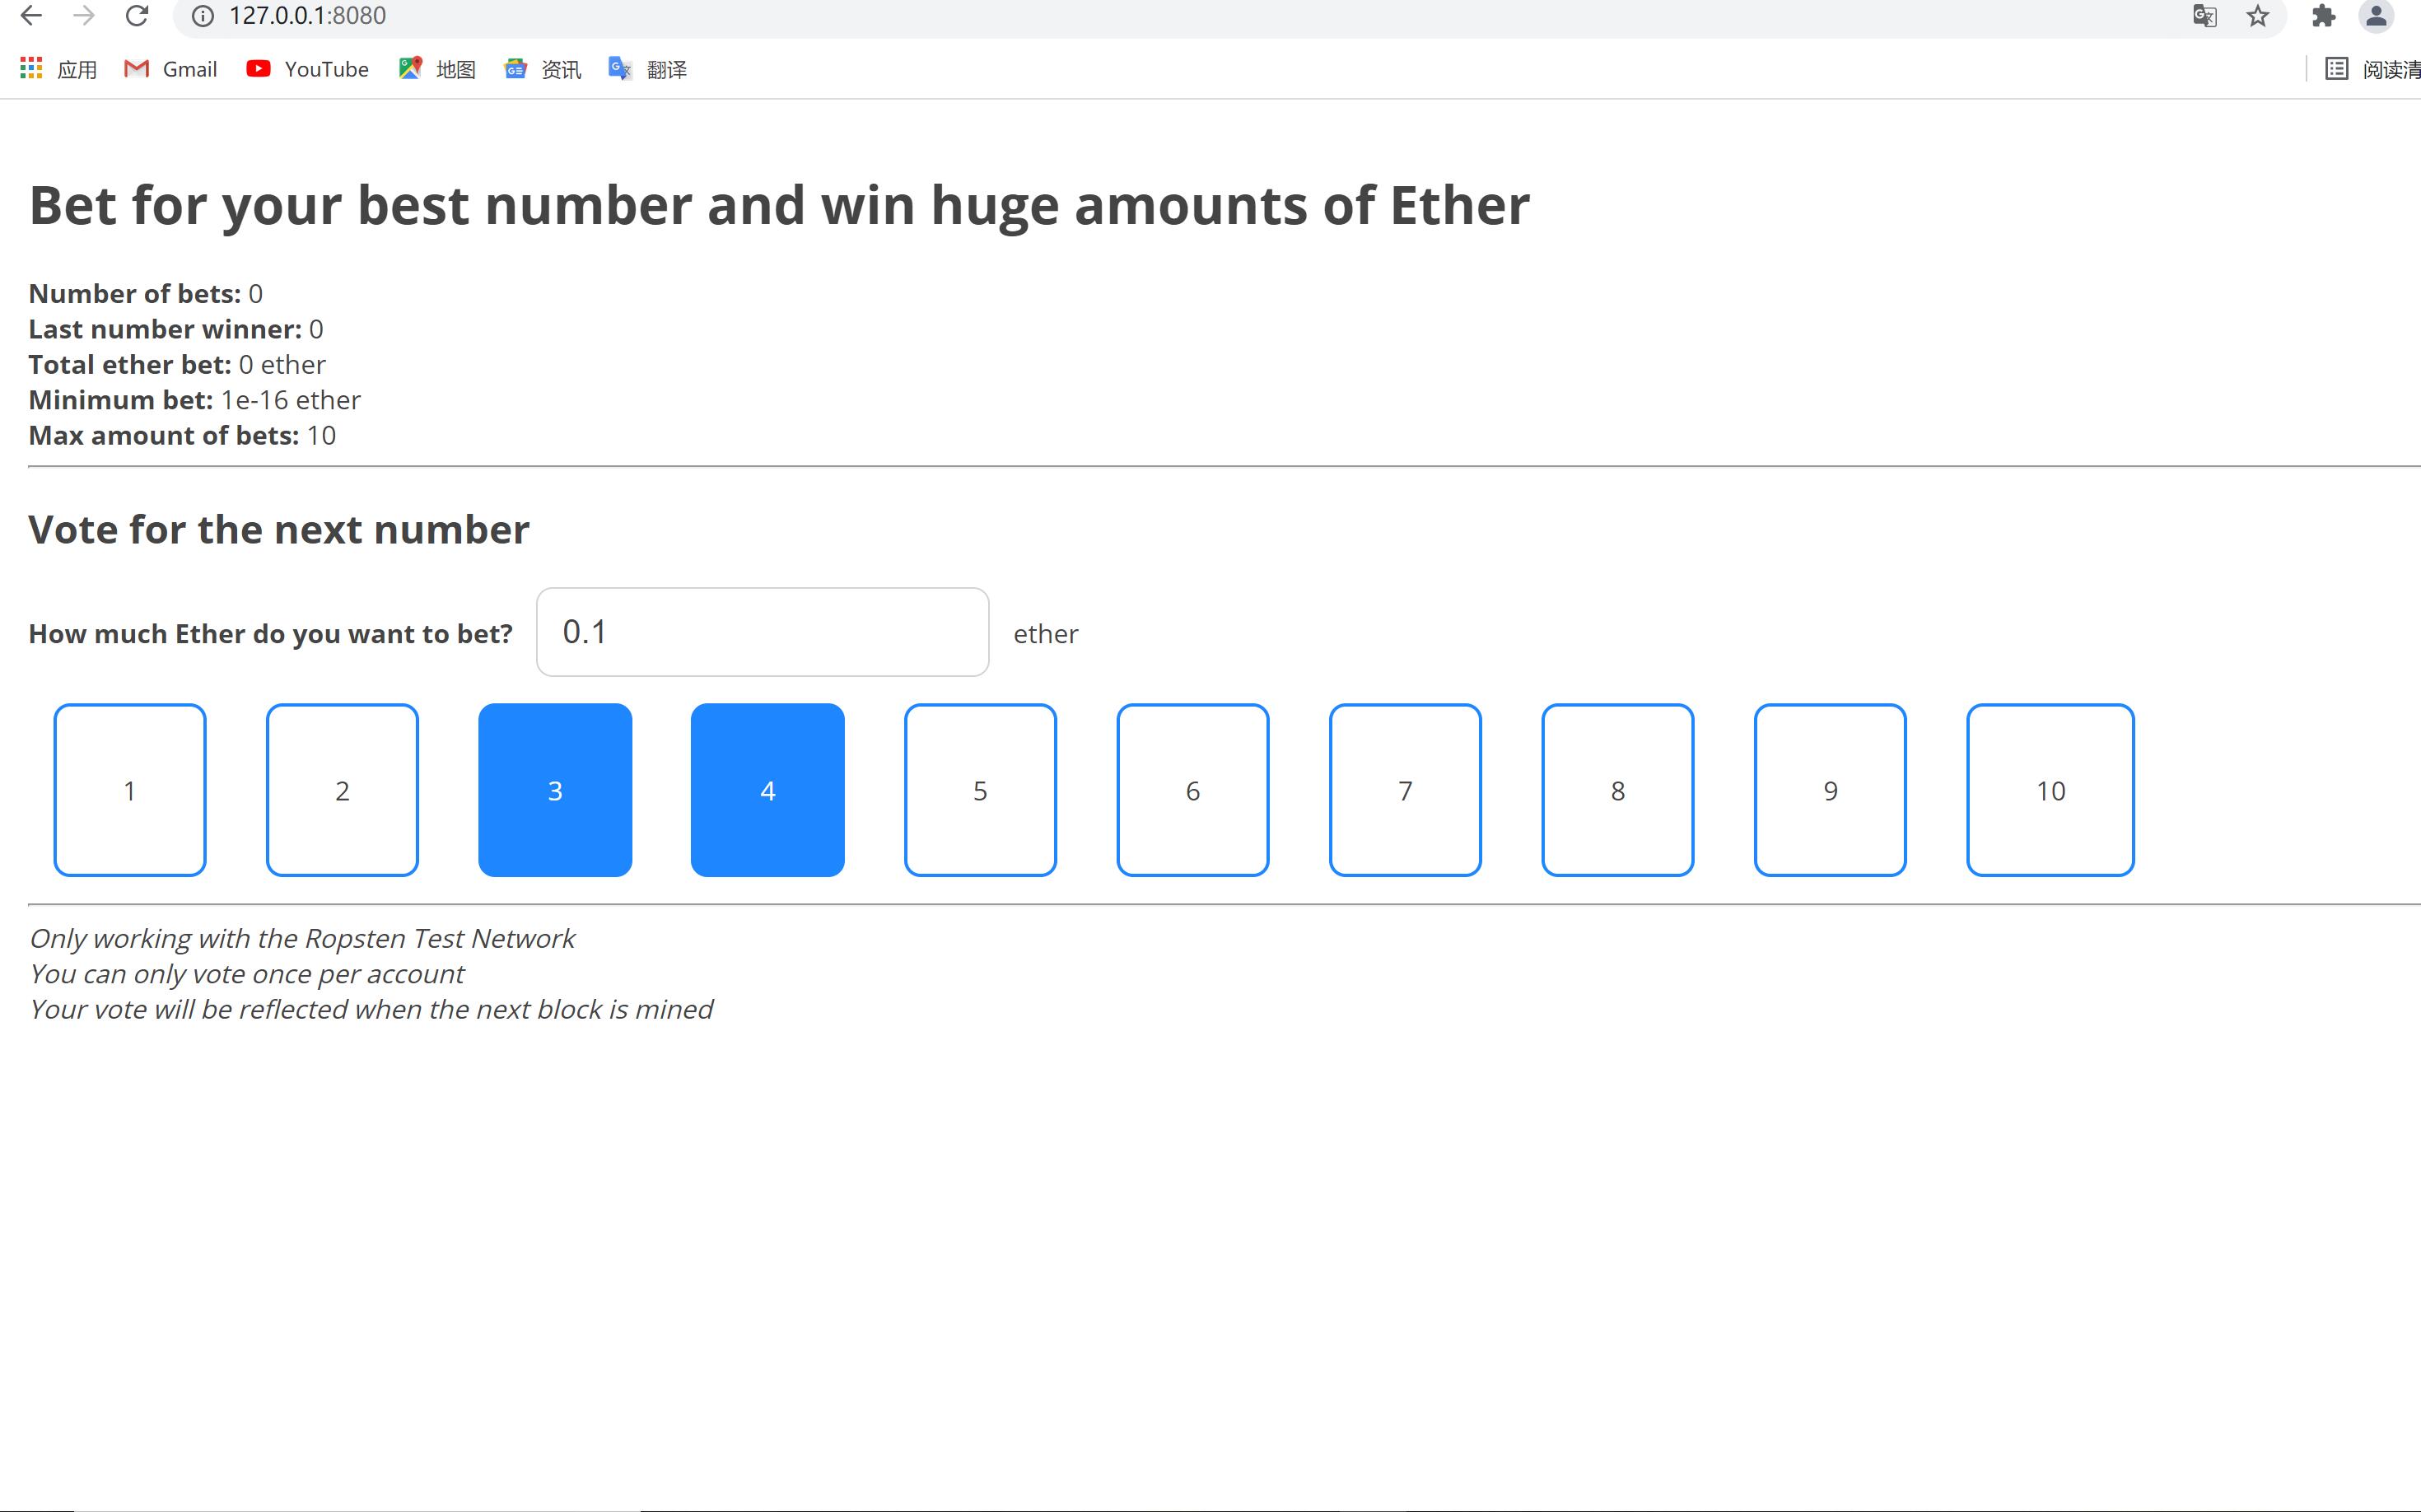 127.0.0.1:8080
应用 Gmail YouTube 地图 资讯 翻译 阅读清
Bet for your best number and win huge amounts of Ether
Number of bets: 0
Last number winner: 0
Total ether bet: 0 ether
Minimum bet: 1e-16 ether
Max amount of bets: 10
Vote for the next number
How much Ether do you want to bet? 0.1 ether
1 2 3 4 5 6 7 8 9 10
Only working with the Ropsten Test Network
You can only vote once per account
Your vote will be reflected when the next block is mined